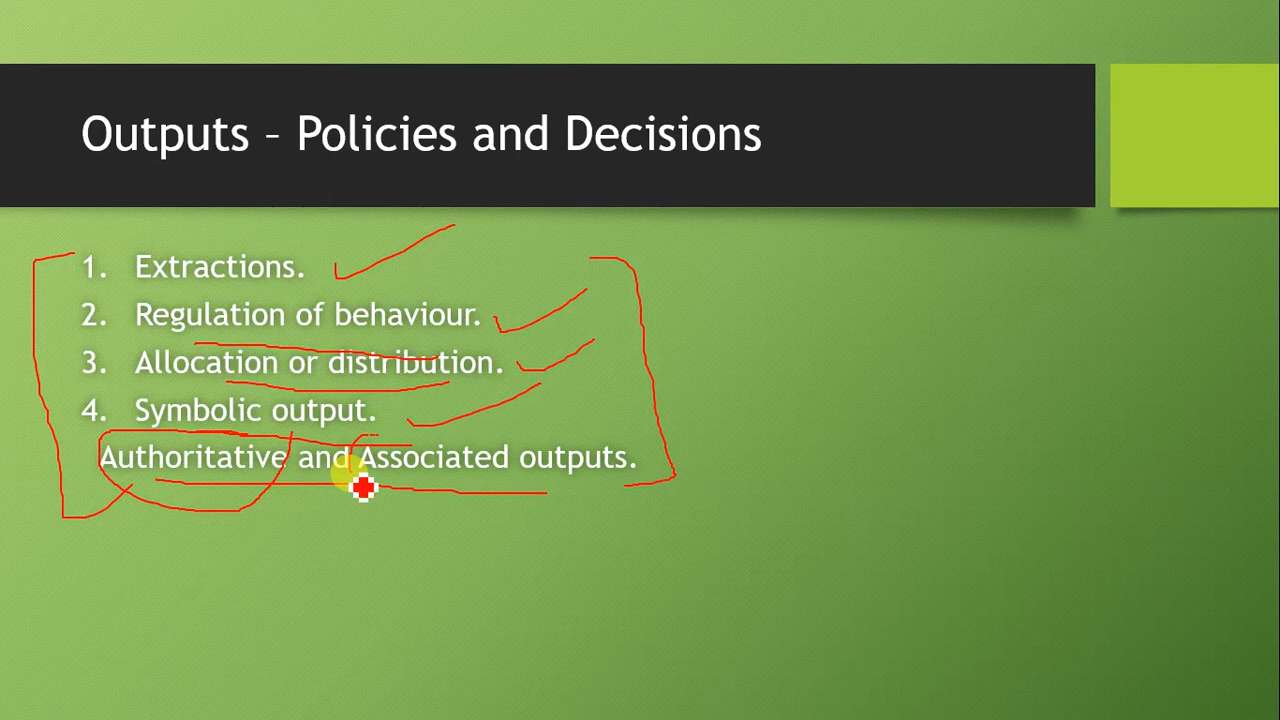 Outputs – Policies and Decisions
1. Extractions.
2. Regulation of behaviour.
3. Allocation or distribution.
4. Symbolic output.
Authoritative and Associated outputs.